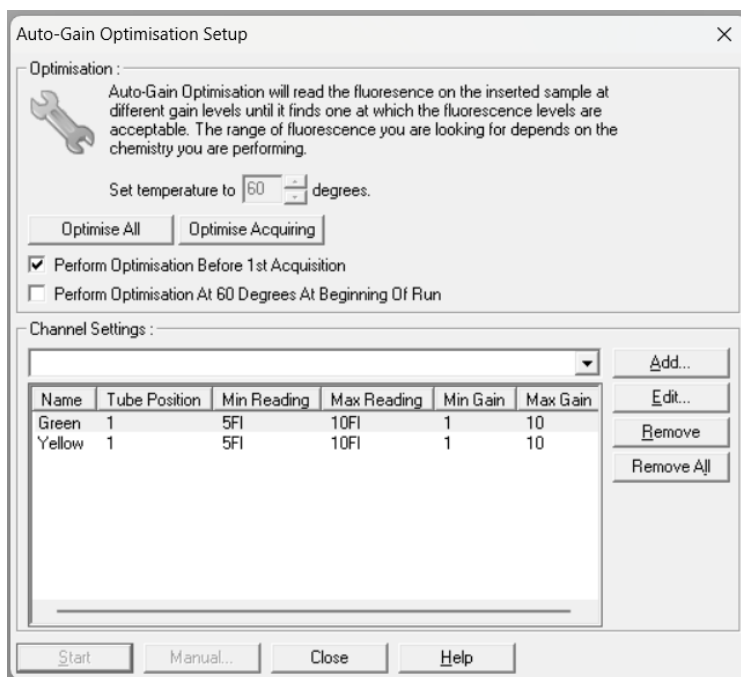 Auto-Gain Optimisation Setup
Optimisation :
Auto-Gain Optimisation will read the fluoresence on the inserted sample at
different gain levels until it finds one at which the fluorescence levels are
acceptable. The range of fluorescence you are looking for depends on the
chemistry you are performing.
Set temperature to 60 degrees.
Optimise All Optimise Acquiring
Perform Optimisation Before 1st Acquisition
Perform Optimisation At 60 Degrees At Beginning Of Run
Channel Settings :
Add...
Name Tube Position Min Reading Max Reading Min Gain Max Gain Edit...
Green 1 5Fl 10Fl 1 10
Remove
Yellow 1 5Fl 10Fl 1 10
Remove All
Start Manual... Close Help